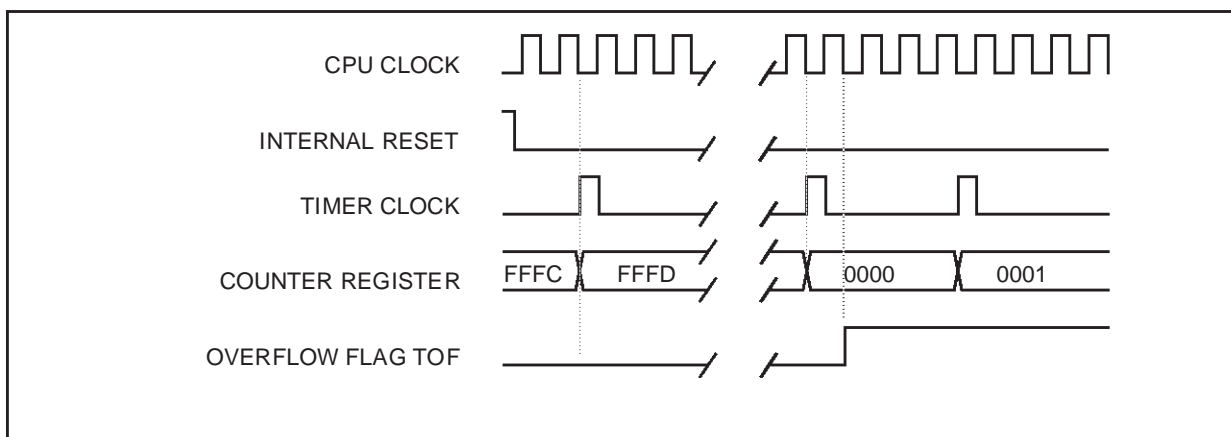 CPU CLOCK
INTERNAL RESET
TIMER CLOCK
COUNTER REGISTER FFFC FFFD 0000 0001
OVERFLOW FLAG TOF